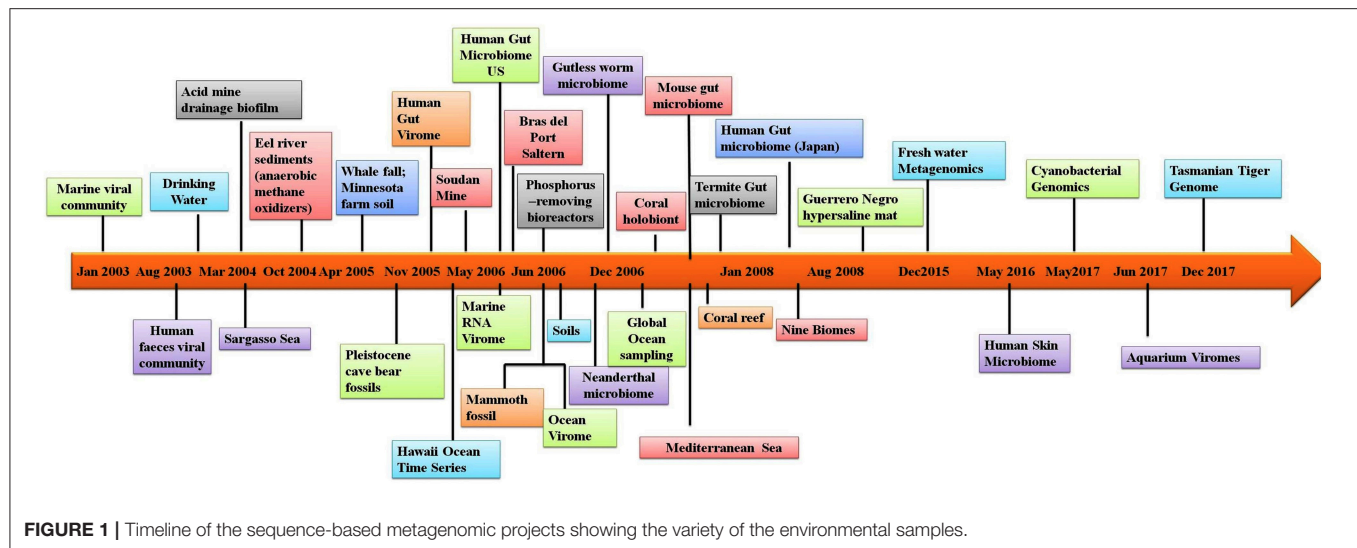 Human Gut
Microbiome
US
Gutless worm
microbiome
Acid mine
drainage biofilm
Mouse gut
microbiome
Human
Gut
Virome
Bras del
Port
Saltern
Eel river
sediments
(anaerobic
methane
oxidizers)
Human Gut
microbiome (Japan)
Fresh water
Metagenomics
Marine viral
community
Drinking
Water
Whale fall;
Minnesota
farm soil
Soudan
Mine
Phosphorus
–removing
bioreactors
Coral
holobiont
Termite Gut
microbiome
Guerrero Negro
hypersaline mat
Cyanobacterial
Genomics
Tasmanian Tiger
Genome
Jan 2003 Aug 2003 Mar 2004 Oct 2004 Apr 2005 Nov 2005 May 2006 Jun 2006 Dec 2006 Jan 2008 Aug 2008 Dec2015 May 2016 May2017 Jun 2017 Dec 2017
Human
faeces viral
community
Sargasso Sea
Pleistocene
cave bear
fossils
Marine
RNA
Virome
Soils
Global
Ocean
sampling
Coral reef
Nine Biomes
Human Skin
Microbiome
Aquarium Viromes
Neanderthal
microbiome
Mammoth
fossil
Ocean
Virome
Hawaii Ocean
Time Series
Mediterranean Sea
FIGURE 1 | Timeline of the sequence-based metagenomic projects showing the variety of the environmental samples.